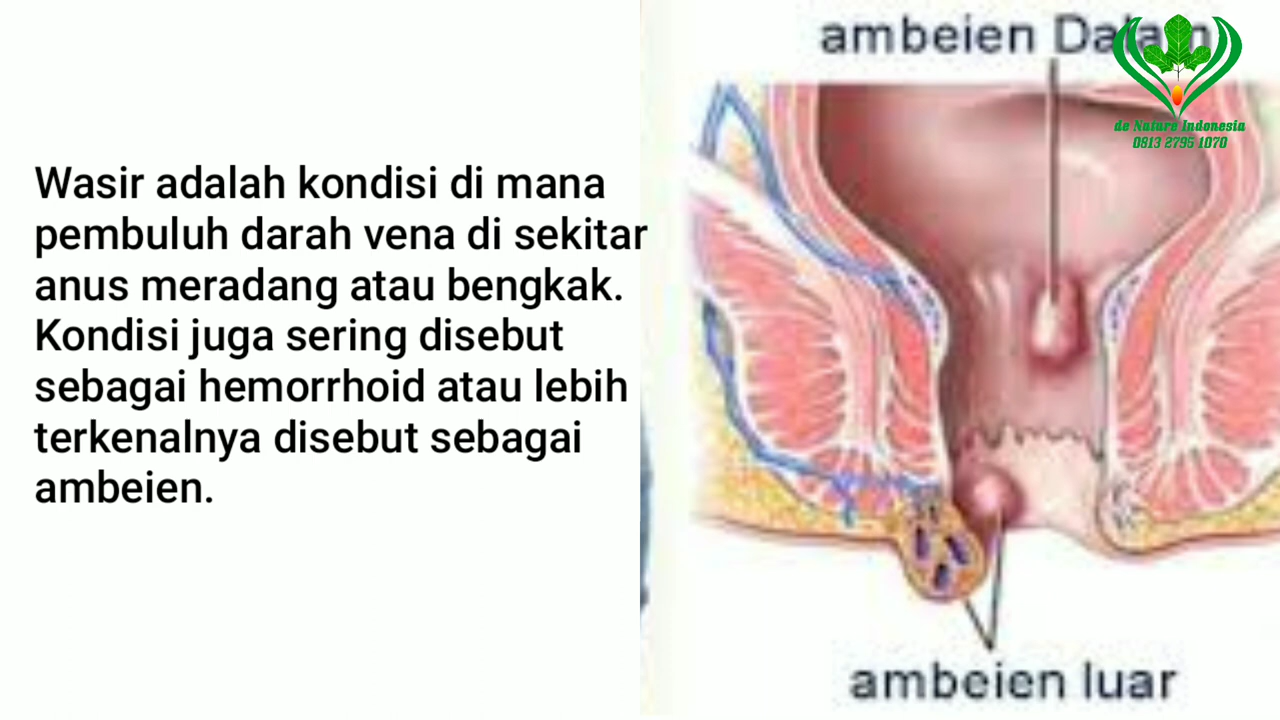 Wasir adalah kondisi di mana
pembuluh darah vena di sekitar
anus meradang atau bengkak.
Kondisi juga sering disebut
sebagai hemorrhoid atau lebih
terkenalnya disebut sebagai
ambeien.
ambeien Dalam
de Nature Indonesia
0813 2795 1070
ambeien luar